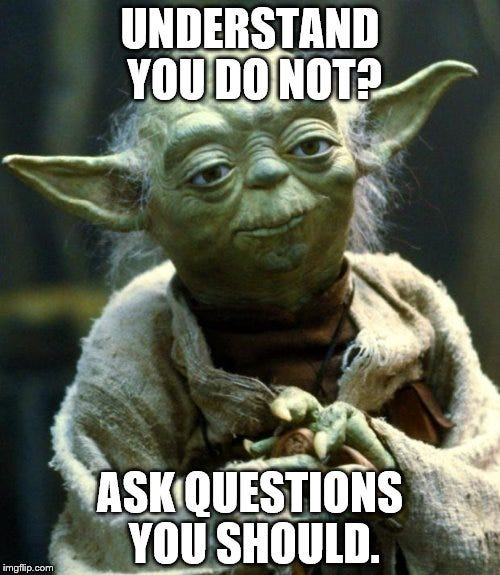 UNDERSTAND
YOU DO NOT?
ASK QUESTIONS
YOU SHOULD.
imgflip.com